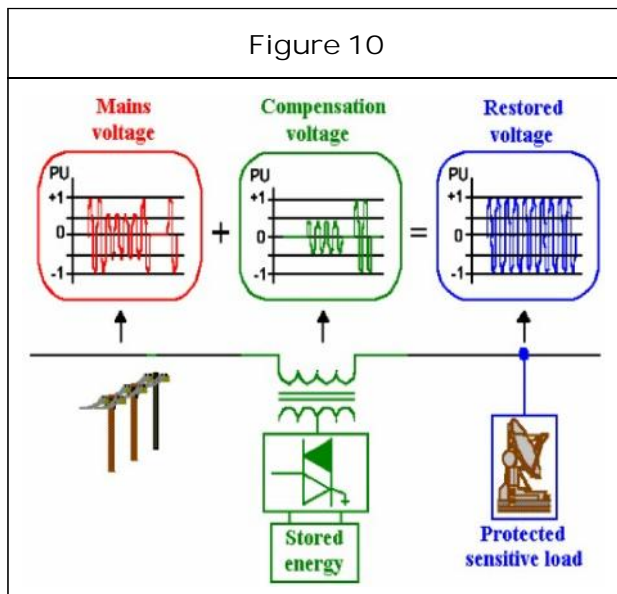 Figure 10
Mains
voltage
Compensation
voltage
Restored
voltage
PU
+1
0
-1
+
PU
+1
0
-1
=
PU
+1
0
-1
Stored
energy
Protected
sensitive load